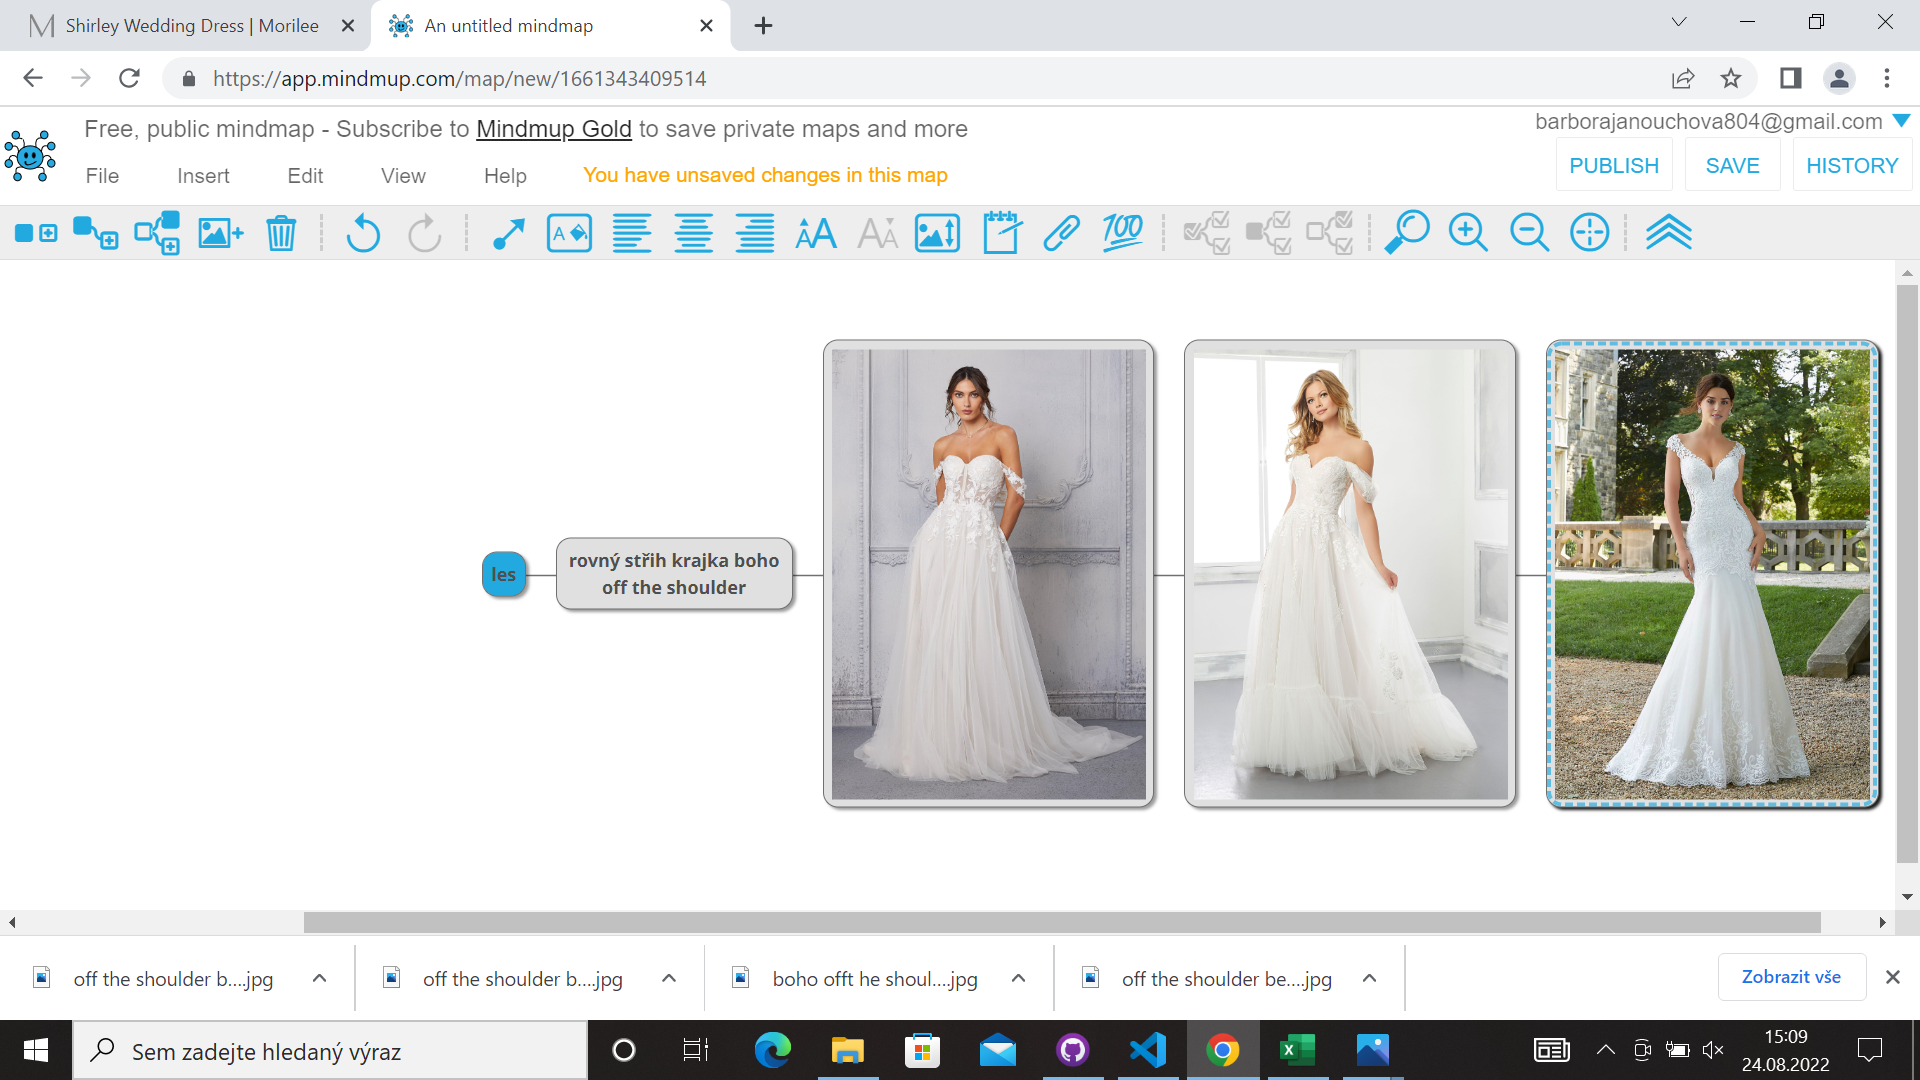 Shirley Wedding Dress | Morilee
An untitled mindmap
https://app.mindmup.com/map/new/1661343409514
Free, public mindmap - Subscribe to Mindmup Gold to save private maps and more
barborajanouchova804@gmail.com
File Insert Edit View Help
You have unsaved changes in this map
PUBLISH SAVE HISTORY
A AA AA 100
les
rovný střih krajka boho
off the shoulder
off the shoulder b....jpg
off the shoulder b....jpg
boho offt he shoul....jpg
off the shoulder be....jpg
Zobrazit vše
Sem zadejte hledaný výraz
15:09
24.08.2022